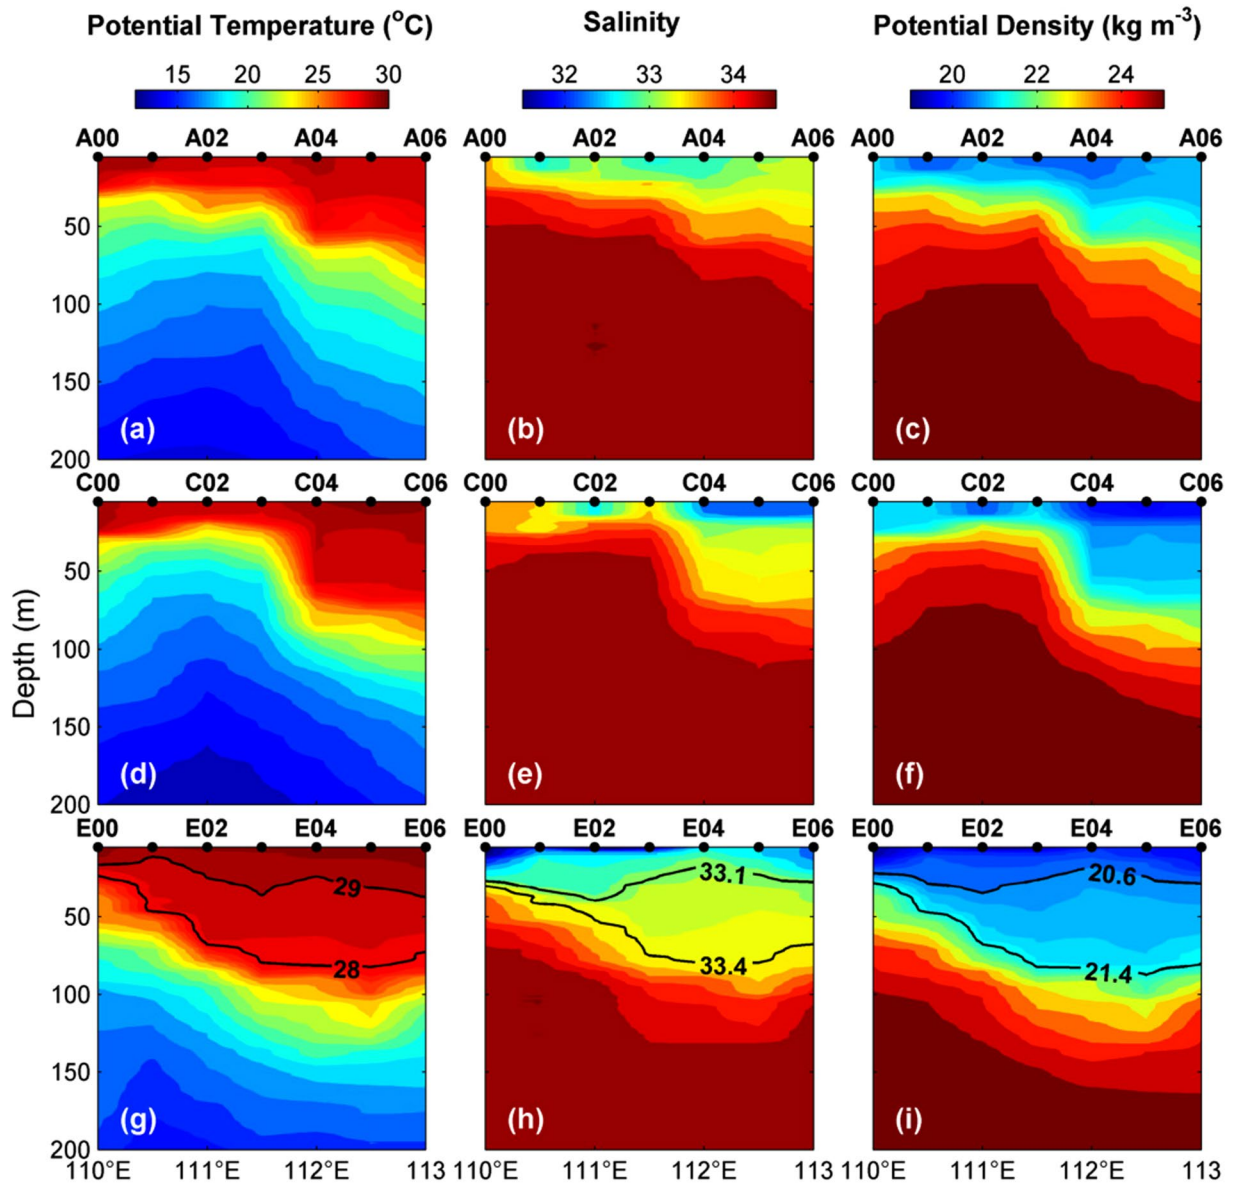 Potential Temperature (°C) Salinity Potential Density (kg m⁻³)
15 20 25 30 32 33 34 20 22 24
A00 A02 A04 A06 A00 A02 A04 A06 A00 A02 A04 A06
50
100
150
(a) (b) (c)
200
C00 C02 C04 C06 C00 C02 C04 C06 C00 C02 C04 C06
50
Depth (m)
100
150
(d) (e) (f)
200
E00 E02 E04 E06 E00 E02 E04 E06 E00 E02 E04 E06
29 33.1 20.6
50
28 33.4 21.4
100
150
(g) (h) (i)
200
110°E 111°E 112°E 113 110°E 111°E 112°E 113 110°E 111°E 112°E 113